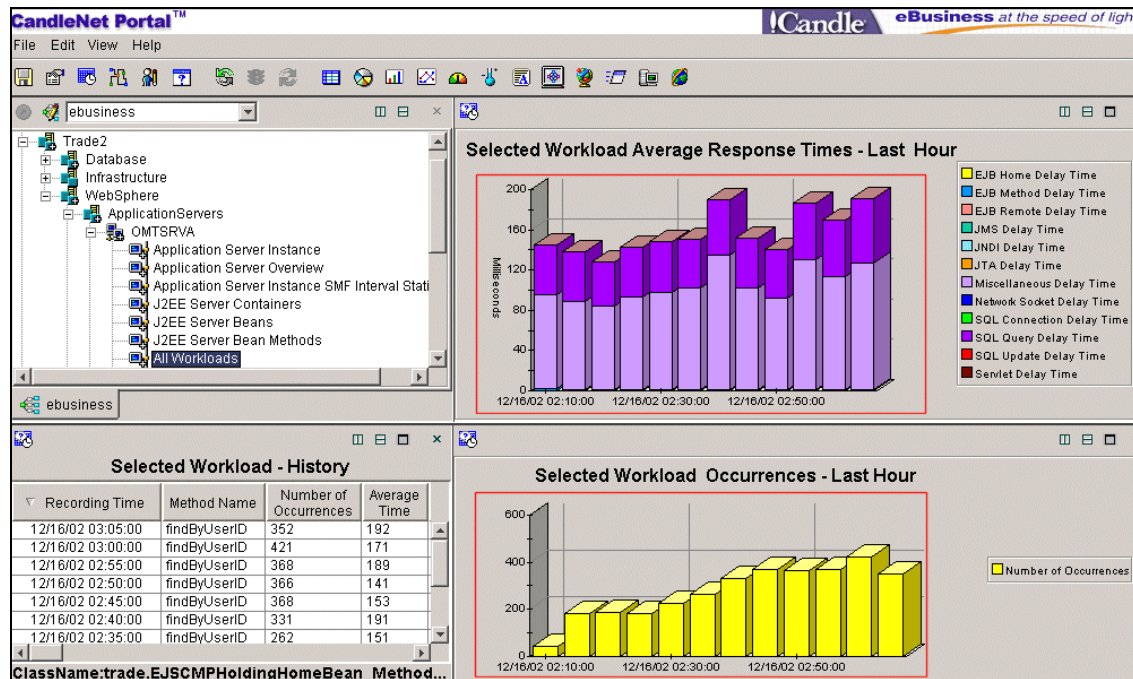 CandleNet Portal™
!Candle eBusiness at the speed of ligh
File Edit View Help
ebusiness
Trade2
Database
Infrastructure
WebSphere
ApplicationServers
OMTSRVA
Application Server Instance
Application Server Overview
Application Server Instance SMF Interval Stati
J2EE Server Containers
J2EE Server Beans
J2EE Server Bean Methods
All Workloads
ebusiness
Selected Workload Average Response Times - Last Hour
Milliseconds
200
160
120
80
40
0
12/16/02 02:10:00 12/16/02 02:30:00 12/16/02 02:50:00
EJB Home Delay Time
EJB Method Delay Time
EJB Remote Delay Time
JMS Delay Time
JNDI Delay Time
JTA Delay Time
Miscellaneous Delay Time
Network Socket Delay Time
SQL Connection Delay Time
SQL Query Delay Time
SQL Update Delay Time
Servlet Delay Time
Selected Workload - History
Recording Time Method Name Number of Occurrences Average Time
12/16/02 03:05:00 findByUserID 352 192
12/16/02 03:00:00 findByUserID 421 171
12/16/02 02:55:00 findByUserID 368 189
12/16/02 02:50:00 findByUserID 366 141
12/16/02 02:45:00 findByUserID 368 153
12/16/02 02:40:00 findByUserID 331 191
12/16/02 02:35:00 findByUserID 262 151
ClassName:trade.EJSCMPHoldingHomeBean Method...
Selected Workload Occurrences - Last Hour
600
400
200
0
12/16/02 02:10:00 12/16/02 02:30:00 12/16/02 02:50:00
Number of Occurrences